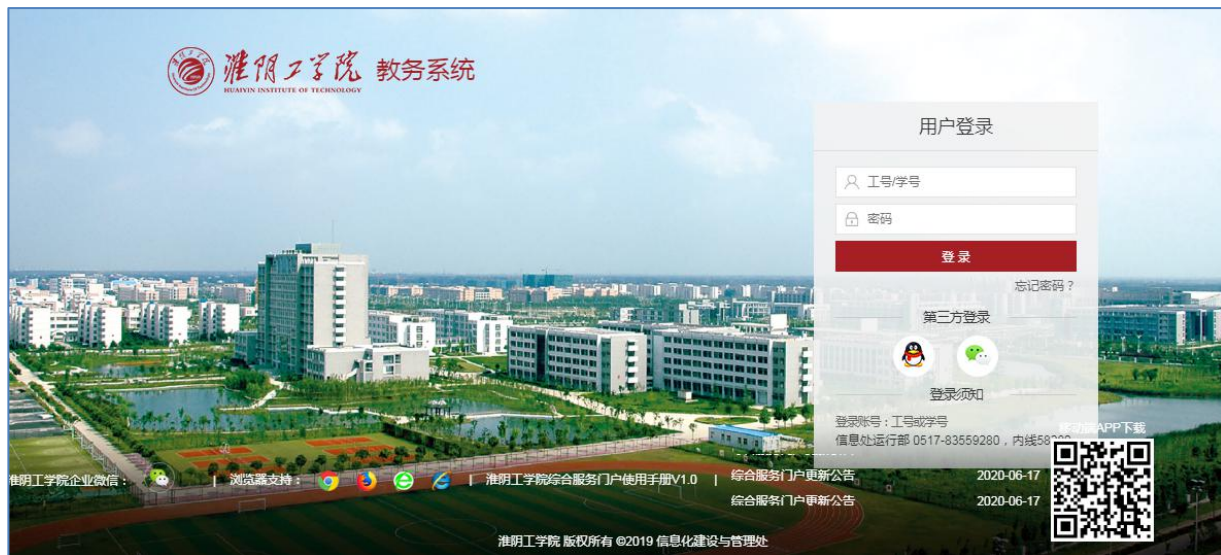 淮阴工学院 教务系统
HUAIYIN INSTITUTE OF TECHNOLOGY
用户登录
工号/学号
密码
登录
忘记密码？
第三方登录
登录须知
登录账号：工号或学号
移动端APP下载
信息处运行部 0517-83559280，内线
淮阴工学院企业微信： | 浏览器支持： | 淮阴工学院综合服务门户使用手册V1.0 | 综合服务门户更新公告 2020-06-17
综合服务门户更新公告 2020-06-17
淮阴工学院 版权所有 ©2019 信息化建设与管理处